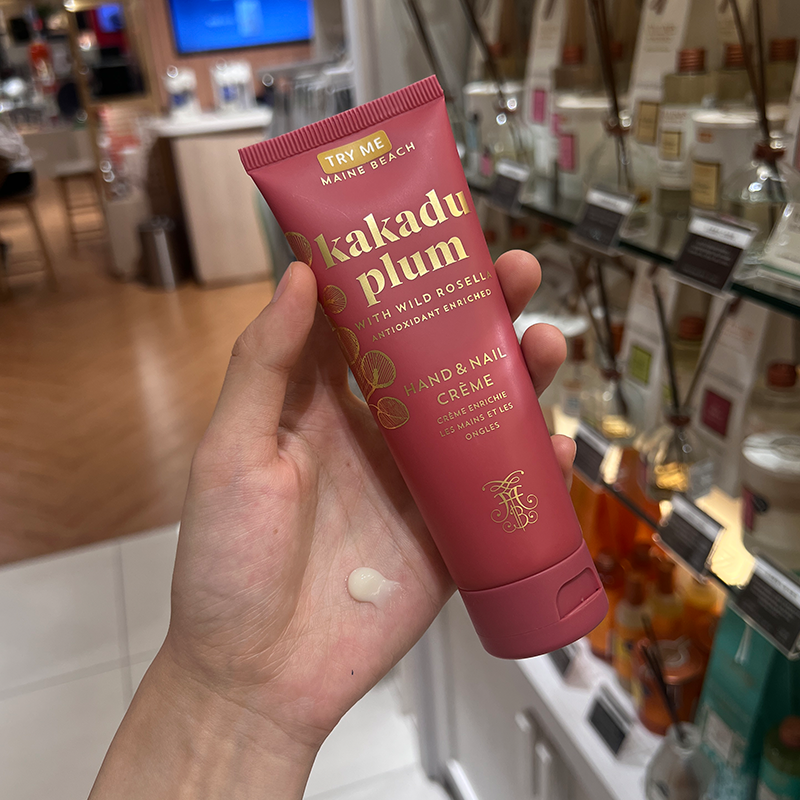 TRY ME
MAINE BEACH
kakadu
plum
WITH WILD ROSELLA
ANTIOXIDANT ENRICHED
HAND & NAIL
CRÈME
CRÈME ENRICHIE
LES MAINS ET LES
ONGLES